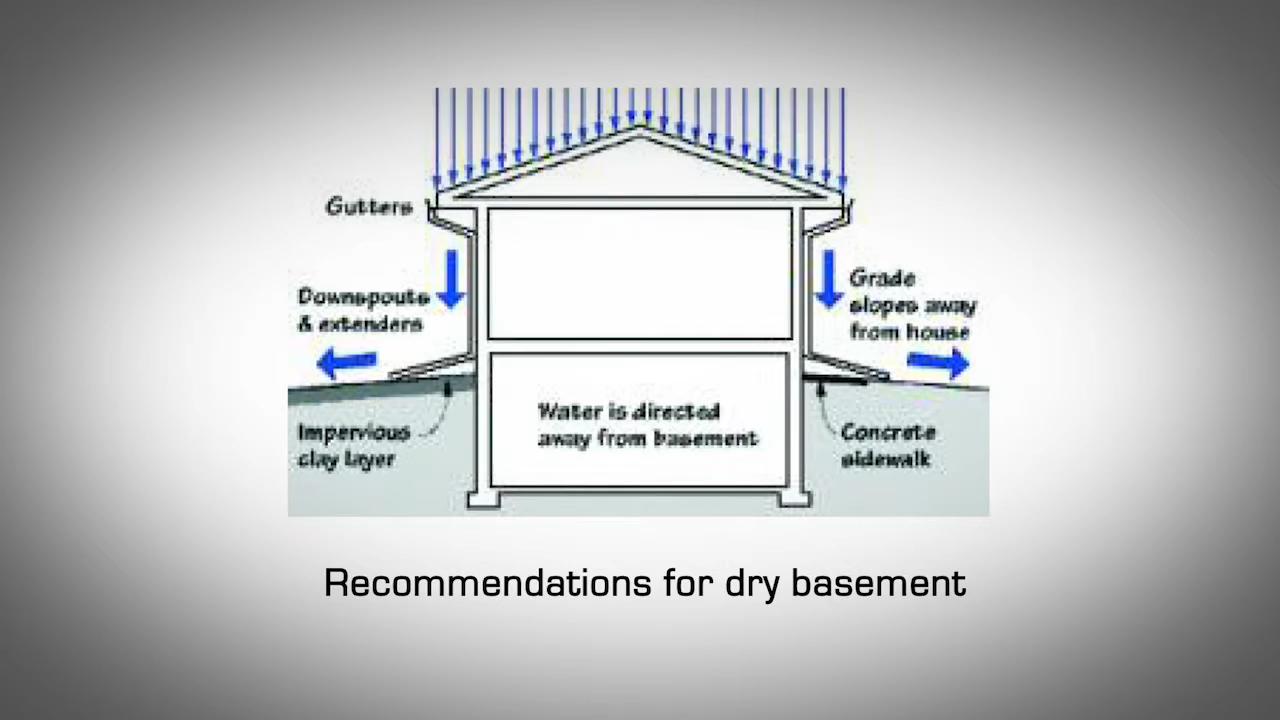 Gutters
Downspouts
& extenders
Grade
slopes away
from house
Water is directed
away from basement
Impervious
clay layer
Concrete
sidewalk
Recommendations for dry basement